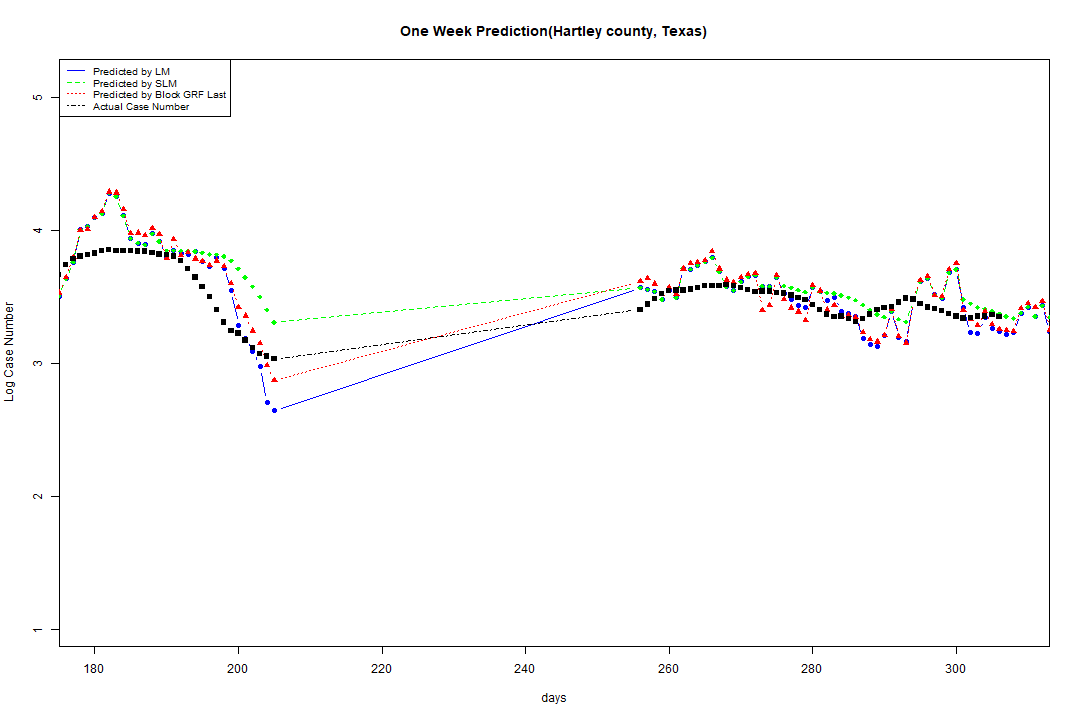 One Week Prediction(Hartley county, Texas)
Predicted by LM
Predicted by SLM
Predicted by Block GRF Last
Actual Case Number
5
4
3
2
1
Log Case Number
180 200 220 240 260 280 300
days